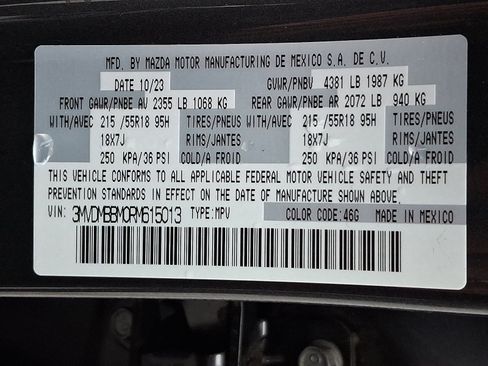 MFD. BY MAZDA MOTOR MANUFACTURING DE MEXICO S.A. DE C.V.
DATE 10/23 GVWR/PNBV 4381 LB 1987 KG
FRONT GAWR/PNBE AV 2355 LB 1068 KG REAR GAWR/PNBE AR 2072 LB 940 KG
WITH/AVEC 215 /55R18 95H TIRES/PNEUS WITH/AVEC 215 /55R18 95H TIRES/PNEUS
18X7J RIMS/JANTES 18X7J RIMS/JANTES
250 KPA/36 PSI COLD/A FROID 250 KPA/36 PSI COLD/A FROID
THIS VEHICLE CONFORMS TO ALL APPLICABLE FEDERAL MOTOR VEHICLE SAFETY AND THEFT
PREVENTION STANDARDS IN EFFECT ON THE DATE OF MANUFACTURE SHOWN ABOVE.
VIN: 3MVDMBBM0RM615013 TYPE: MPV COLOR CODE: 46G MADE IN MEXICO